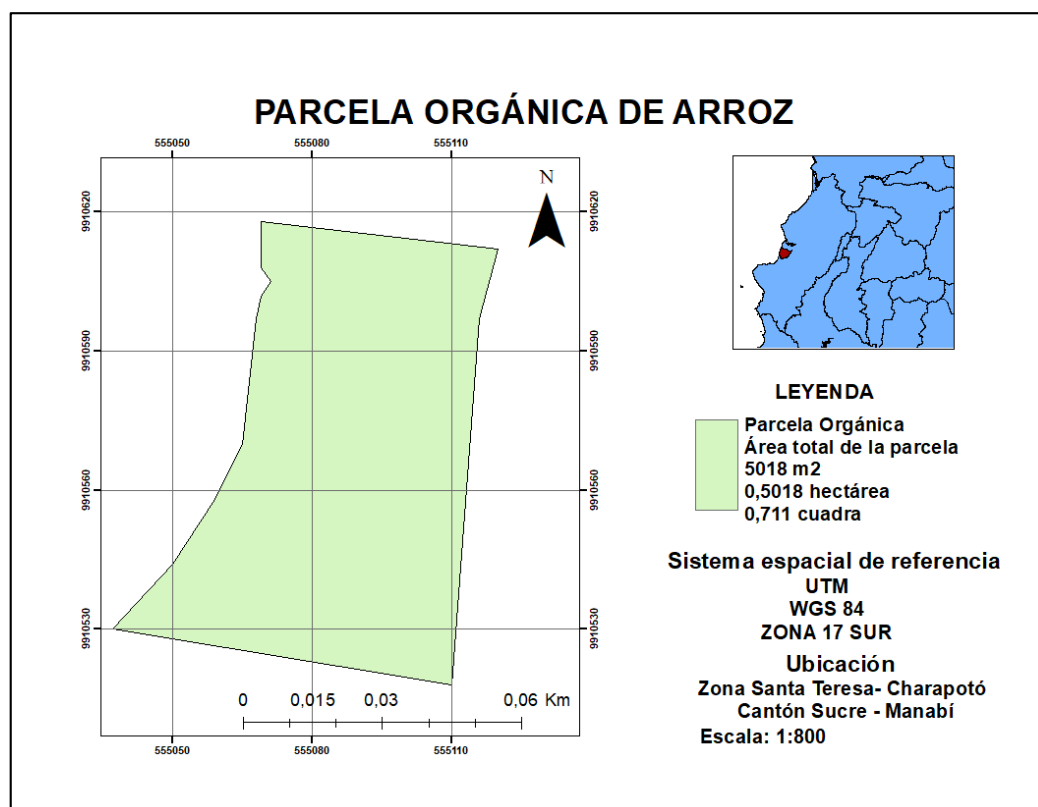 PARCELA ORGÁNICA DE ARROZ
555050 555080 555110
N
9910620 9910620
9910590 9910590
9910560 9910560
9910530 9910530
0 0,015 0,03 0,06 Km
555050 555080 555110
LEYENDA
Parcela Orgánica
Área total de la parcela
5018 m2
0,5018 hectárea
0,711 cuadra
Sistema espacial de referencia
UTM
WGS 84
ZONA 17 SUR
Ubicación
Zona Santa Teresa- Charapotó
Cantón Sucre - Manabí
Escala: 1:800